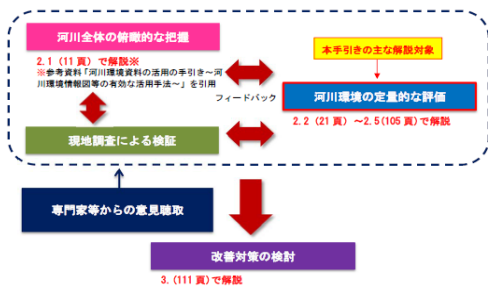 河川全体の俯瞰的な把握
2.1（11頁）で解説※
※参考資料「河川環境資料の活用の手引き～河
川環境情報図等の有効な活用手法～」を引用
本手引きの主な解説対象
フィードバック
河川環境の定量的な評価
2.2（21頁）～2.5(105頁)で解説
現地調査による検証
専門家等からの意見聴取
改善対策の検討
3.（111頁）で解説